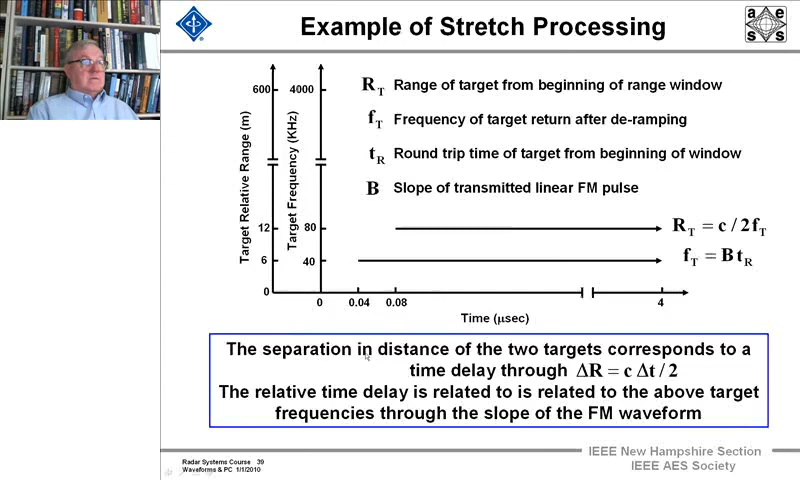 Example of Stretch Processing
a e
s s
Target Relative Range (m)
600
12
6
0
Target Frequency (KHz)
4000
80
40
R_T Range of target from beginning of range window
f_T Frequency of target return after de-ramping
t_R Round trip time of target from beginning of window
B Slope of transmitted linear FM pulse
R_T = c / 2 f_T
f_T = B t_R
0 0.04 0.08 4
Time (μsec)
The separation in distance of the two targets corresponds to a
time delay through ΔR = c Δt / 2
The relative time delay is related to is related to the above target
frequencies through the slope of the FM waveform
Radar Systems Course 39
Waveforms & PC 1/1/2010
IEEE New Hampshire Section
IEEE AES Society